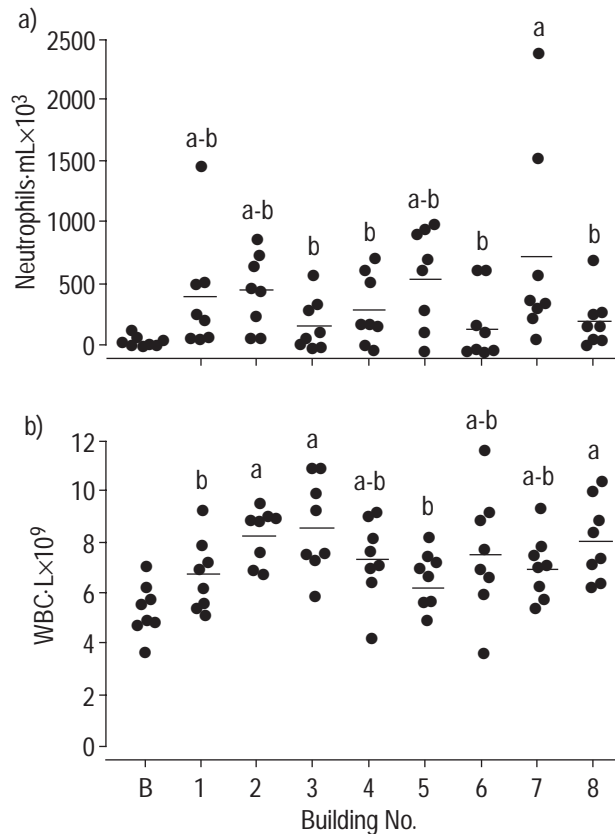 a)
Neutrophils·mL×10³
2500
2000
1500
1000
500
0
a-b
a-b
b
b
a-b
b
a
b
b)
WBC·L×10⁹
12
10
8
6
4
2
0
b
a
a
a-b
b
a-b
a-b
a
B 1 2 3 4 5 6 7 8
Building No.